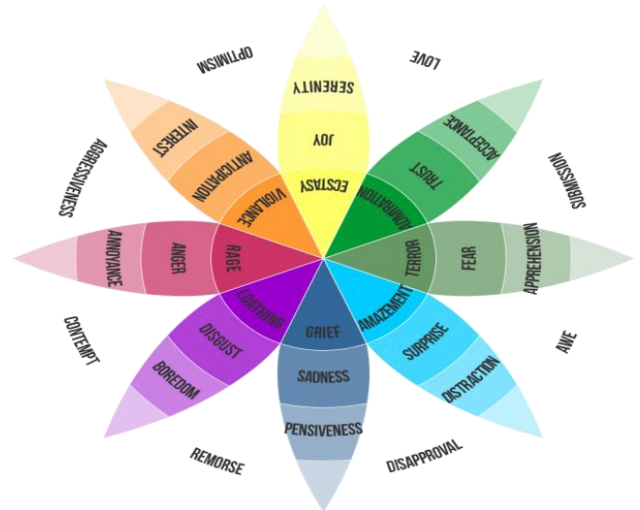 OPTIMISM
LOVE
SERENITY
JOY
ECSTASY
INTEREST
ANTICIPATION
VIGILANCE
ACCEPTANCE
TRUST
ADMIRATION
AGGRESSIVENESS
SUBMISSION
ANNOYANCE
ANGER
RAGE
TERROR
FEAR
APPREHENSION
CONTEMPT
AWE
LOATHING
DISGUST
BOREDOM
GRIEF
SADNESS
PENSIVENESS
AMAZEMENT
SURPRISE
DISTRACTION
REMORSE
DISAPPROVAL